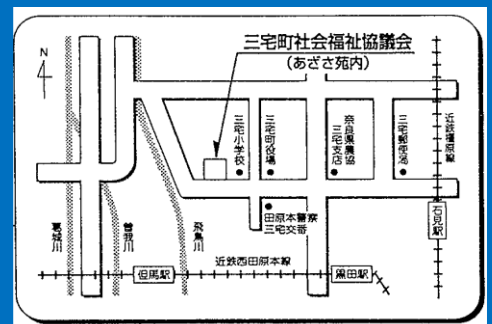 三宅町社会福祉協議会
(あざさ苑内)
N
三宅小学校
三宅町役場
奈良県農協
三宅支店
三宅郵便局
近鉄橿原線
石見駅
田原本警察
三宅交番
葛城川
曽我川
飛鳥川
近鉄西田原本線
但馬駅
黒田駅